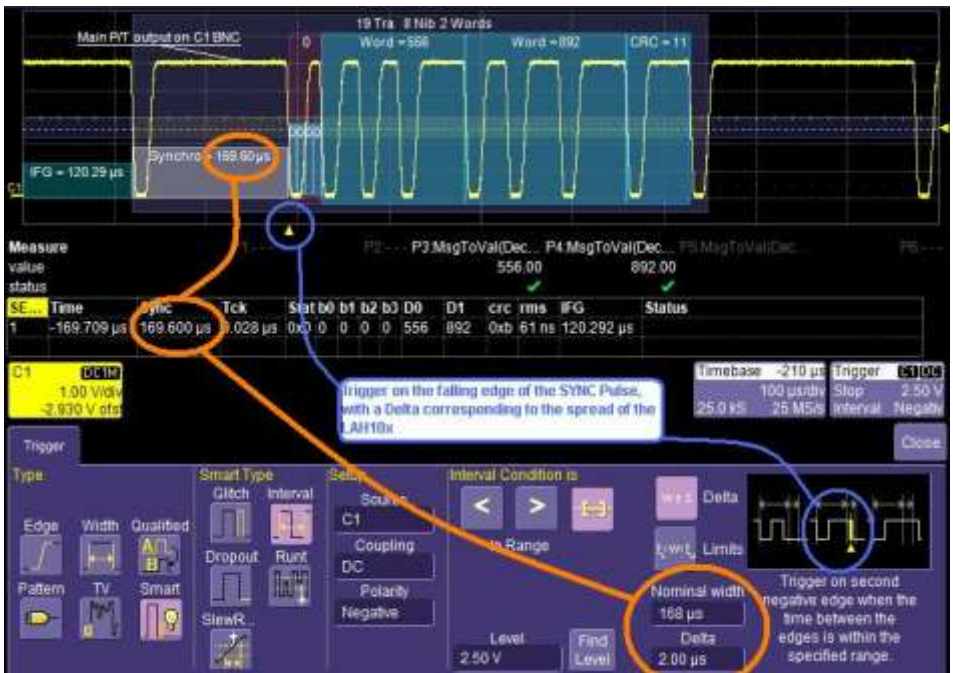 19 Tra 8 Nib 2 Words
Main P/T output on C1 BNC
0
Word =556
Word =892
CRC = 11
Synchro = 169.60 µs
IFG = 120.29 µs
C1
Measure P3:MsgToVal(Dec... P4:MsgToVal(Dec... P5:MsgToVal(Dec...
value 556.00 892.00
status
SE... Time Sync Tck Stat b0 b1 b2 b3 D0 D1 crc rms IFG Status
1 -169.709 µs 169.600 µs 3.028 µs 0x0 0 0 0 0 556 892 0xb 61 ns 120.292 µs
C1 DC1M
1.00 V/div
-2.930 V ofst
Trigger on the falling edge of the SYNC Pulse,
with a Delta corresponding to the spread of the
LAH10x
Timebase -210 µs
100 µs/div
25.0 kS 25 MS/s
Trigger C1 DC
Stop 2.50 V
Interval Negativ
Trigger
Close
Type
Edge Width Qualified
Pattern TV Smart
Smart Type
Glitch Interval
Dropout Runt
SlewR...
Setup
Source
C1
Coupling
DC
Polarity
Negative
Interval Condition is
< >
Range
Level
2.50 V
Find
Level
Delta
Limits
Nominal width
168 µs
Delta
2.00 µs
Trigger on second
negative edge when the
time between the
edges is within the
specified range.